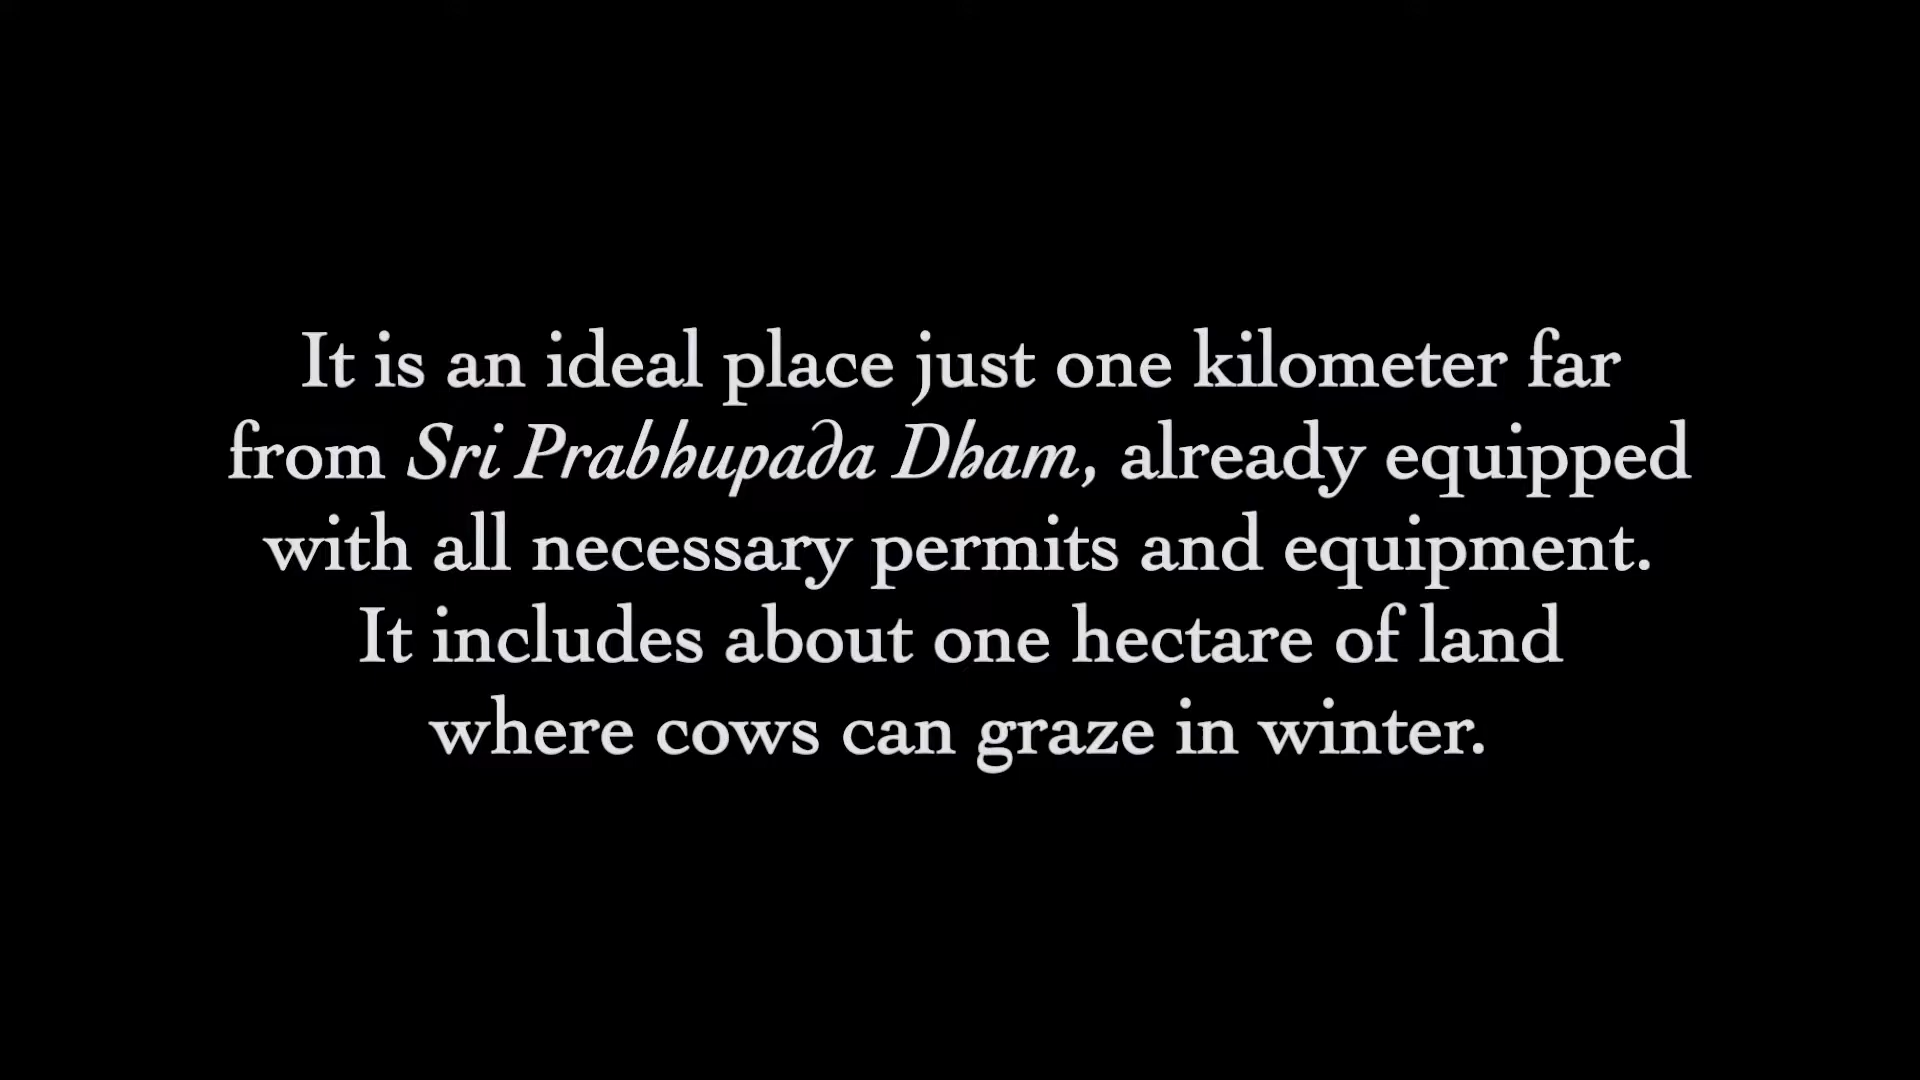 It is an ideal place just one kilometer far
from Sri Prabhupada Dham, already equipped
with all necessary permits and equipment.
It includes about one hectare of land
where cows can graze in winter.